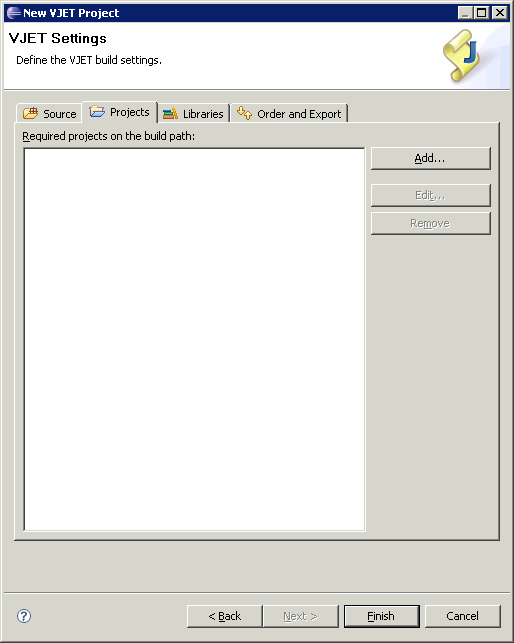 New VJET Project
VJET Settings
Define the VJET build settings.
Source Projects Libraries Order and Export
Required projects on the build path:
Add...
Edit...
Remove
? < Back Next > Finish Cancel